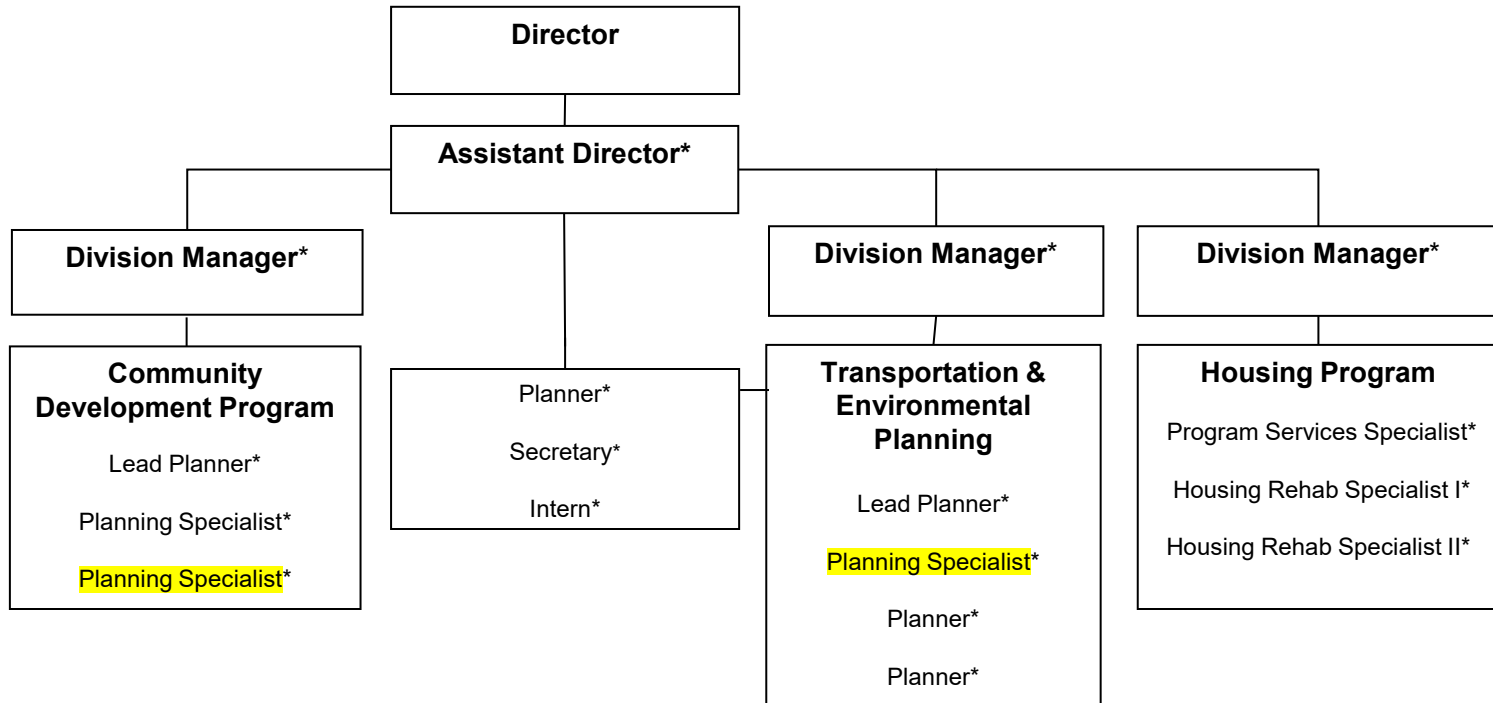 Director
Assistant Director*
Division Manager*
Division Manager*
Division Manager*
Community
Development Program
Lead Planner*
Planning Specialist*
Planning Specialist*
Planner*
Secretary*
Intern*
Transportation &
Environmental
Planning
Lead Planner*
Planning Specialist*
Planner*
Planner*
Housing Program
Program Services Specialist*
Housing Rehab Specialist I*
Housing Rehab Specialist II*